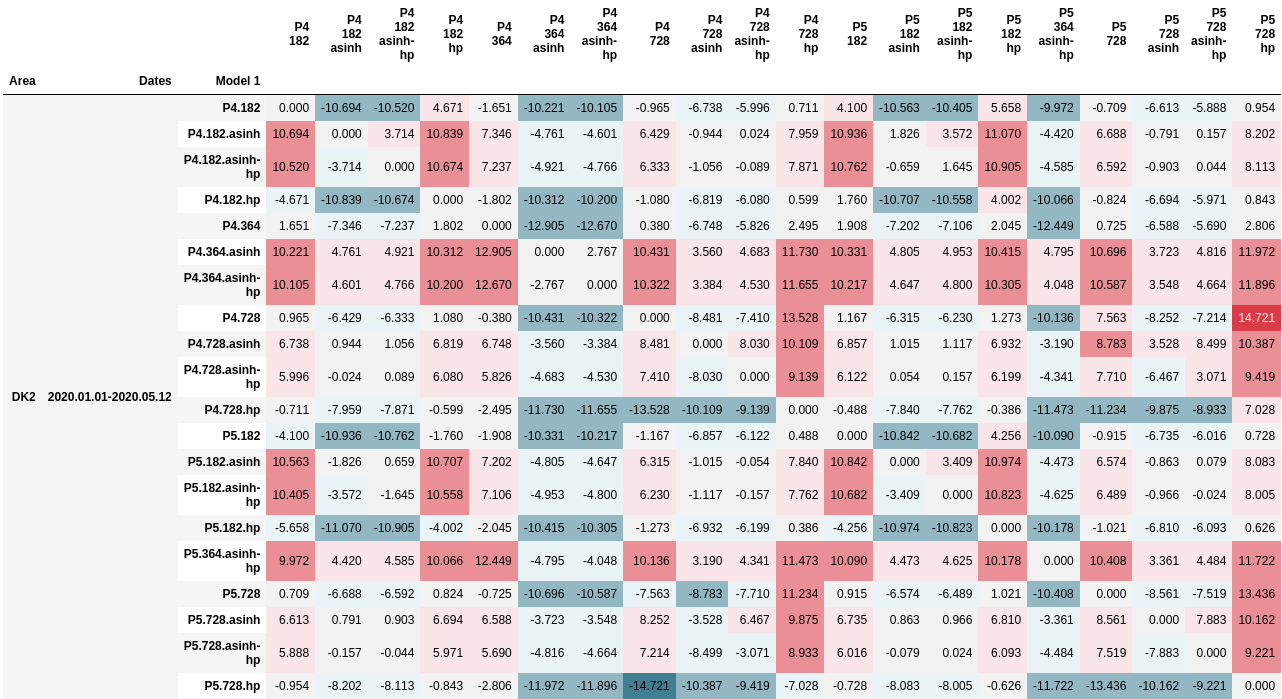 Area Dates Model 1 P4 182 P4 182 asinh P4 182 asinh-hp P4 182 hp P4 364 P4 364 asinh P4 364 asinh-hp P4 728 P4 728 asinh P4 728 asinh-hp P4 728 hp P5 182 P5 182 asinh P5 182 asinh-hp P5 182 hp P5 364 asinh-hp P5 728 P5 728 asinh P5 728 asinh-hp P5 728 hp
P4.182 0.000 -10.694 -10.520 4.671 -1.651 -10.221 -10.105 -0.965 -6.738 -5.996 0.711 4.100 -10.563 -10.405 5.658 -9.972 -0.709 -6.613 -5.888 0.954
P4.182.asinh 10.694 0.000 3.714 10.839 7.346 -4.761 -4.601 6.429 -0.944 0.024 7.959 10.936 1.826 3.572 11.070 -4.420 6.688 -0.791 0.157 8.202
P4.182.asinh-hp 10.520 -3.714 0.000 10.674 7.237 -4.921 -4.766 6.333 -1.056 -0.089 7.871 10.762 -0.659 1.645 10.905 -4.585 6.592 -0.903 0.044 8.113
P4.182.hp -4.671 -10.839 -10.674 0.000 -1.802 -10.312 -10.200 -1.080 -6.819 -6.080 0.599 1.760 -10.707 -10.558 4.002 -10.066 -0.824 -6.694 -5.971 0.843
P4.364 1.651 -7.346 -7.237 1.802 0.000 -12.905 -12.670 0.380 -6.748 -5.826 2.495 1.908 -7.202 -7.106 2.045 -12.449 0.725 -6.588 -5.690 2.806
P4.364.asinh 10.221 4.761 4.921 10.312 12.905 0.000 2.767 10.431 3.560 4.683 11.730 10.331 4.805 4.953 10.415 4.795 10.696 3.723 4.816 11.972
P4.364.asinh-hp 10.105 4.601 4.766 10.200 12.670 -2.767 0.000 10.322 3.384 4.530 11.655 10.217 4.647 4.800 10.305 4.048 10.587 3.548 4.664 11.896
P4.728 0.965 -6.429 -6.333 1.080 -0.380 -10.431 -10.322 0.000 -8.481 -7.410 13.528 1.167 -6.315 -6.230 1.273 -10.136 7.563 -8.252 -7.214 14.721
P4.728.asinh 6.738 0.944 1.056 6.819 6.748 -3.560 -3.384 8.481 0.000 8.030 10.109 6.857 1.015 1.117 6.932 -3.190 8.783 3.528 8.499 10.387
P4.728.asinh-hp 5.996 -0.024 0.089 6.080 5.826 -4.683 -4.530 7.410 -8.030 0.000 9.139 6.122 0.054 0.157 6.199 -4.341 7.710 -6.467 3.071 9.419
DK2 2020.01.01-2020.05.12
P4.728.hp -0.711 -7.959 -7.871 -0.599 -2.495 -11.730 -11.655 -13.528 -10.109 -9.139 0.000 -0.488 -7.840 -7.762 -0.386 -11.473 -11.234 -9.875 -8.933 7.028
P5.182 -4.100 -10.936 -10.762 -1.760 -1.908 -10.331 -10.217 -1.167 -6.857 -6.122 0.488 0.000 -10.842 -10.682 4.256 -10.090 -0.915 -6.735 -6.016 0.728
P5.182.asinh 10.563 -1.826 0.659 10.707 7.202 -4.805 -4.647 6.315 -1.015 -0.054 7.840 10.842 0.000 3.409 10.974 -4.473 6.574 -0.863 0.079 8.083
P5.182.asinh-hp 10.405 -3.572 -1.645 10.558 7.106 -4.953 -4.800 6.230 -1.117 -0.157 7.762 10.682 -3.409 0.000 10.823 -4.625 6.489 -0.966 -0.024 8.005
P5.182.hp -5.658 -11.070 -10.905 -4.002 -2.045 -10.415 -10.305 -1.273 -6.932 -6.199 0.386 -4.256 -10.974 -10.823 0.000 -10.178 -1.021 -6.810 -6.093 0.626
P5.364.asinh-hp 9.972 4.420 4.585 10.066 12.449 -4.795 -4.048 10.136 3.190 4.341 11.473 10.090 4.473 4.625 10.178 0.000 10.408 3.361 4.484 11.722
P5.728 0.709 -6.688 -6.592 0.824 -0.725 -10.696 -10.587 -7.563 -8.783 -7.710 11.234 0.915 -6.574 -6.489 1.021 -10.408 0.000 -8.561 -7.519 13.436
P5.728.asinh 6.613 0.791 0.903 6.694 6.588 -3.723 -3.548 8.252 -3.528 6.467 9.875 6.735 0.863 0.966 6.810 -3.361 8.561 0.000 7.883 10.162
P5.728.asinh-hp 5.888 -0.157 -0.044 5.971 5.690 -4.816 -4.664 7.214 -8.499 -3.071 8.933 6.016 -0.079 0.024 6.093 -4.484 7.519 -7.883 0.000 9.221
P5.728.hp -0.954 -8.202 -8.113 -0.843 -2.806 -11.972 -11.896 -14.721 -10.387 -9.419 -7.028 -0.728 -8.083 -8.005 -0.626 -11.722 -13.436 -10.162 -9.221 0.000